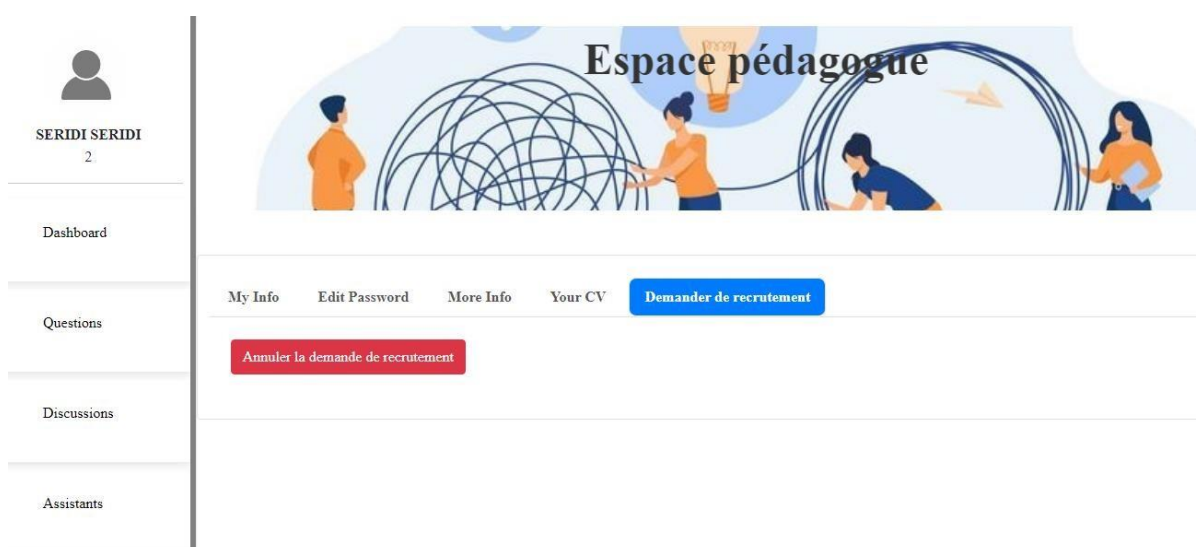 Espace pédagogue
SERIDI SERIDI
2
Dashboard
Questions
Discussions
Assistants
My Info Edit Password More Info Your CV Demander de recrutement
Annuler la demande de recrutement